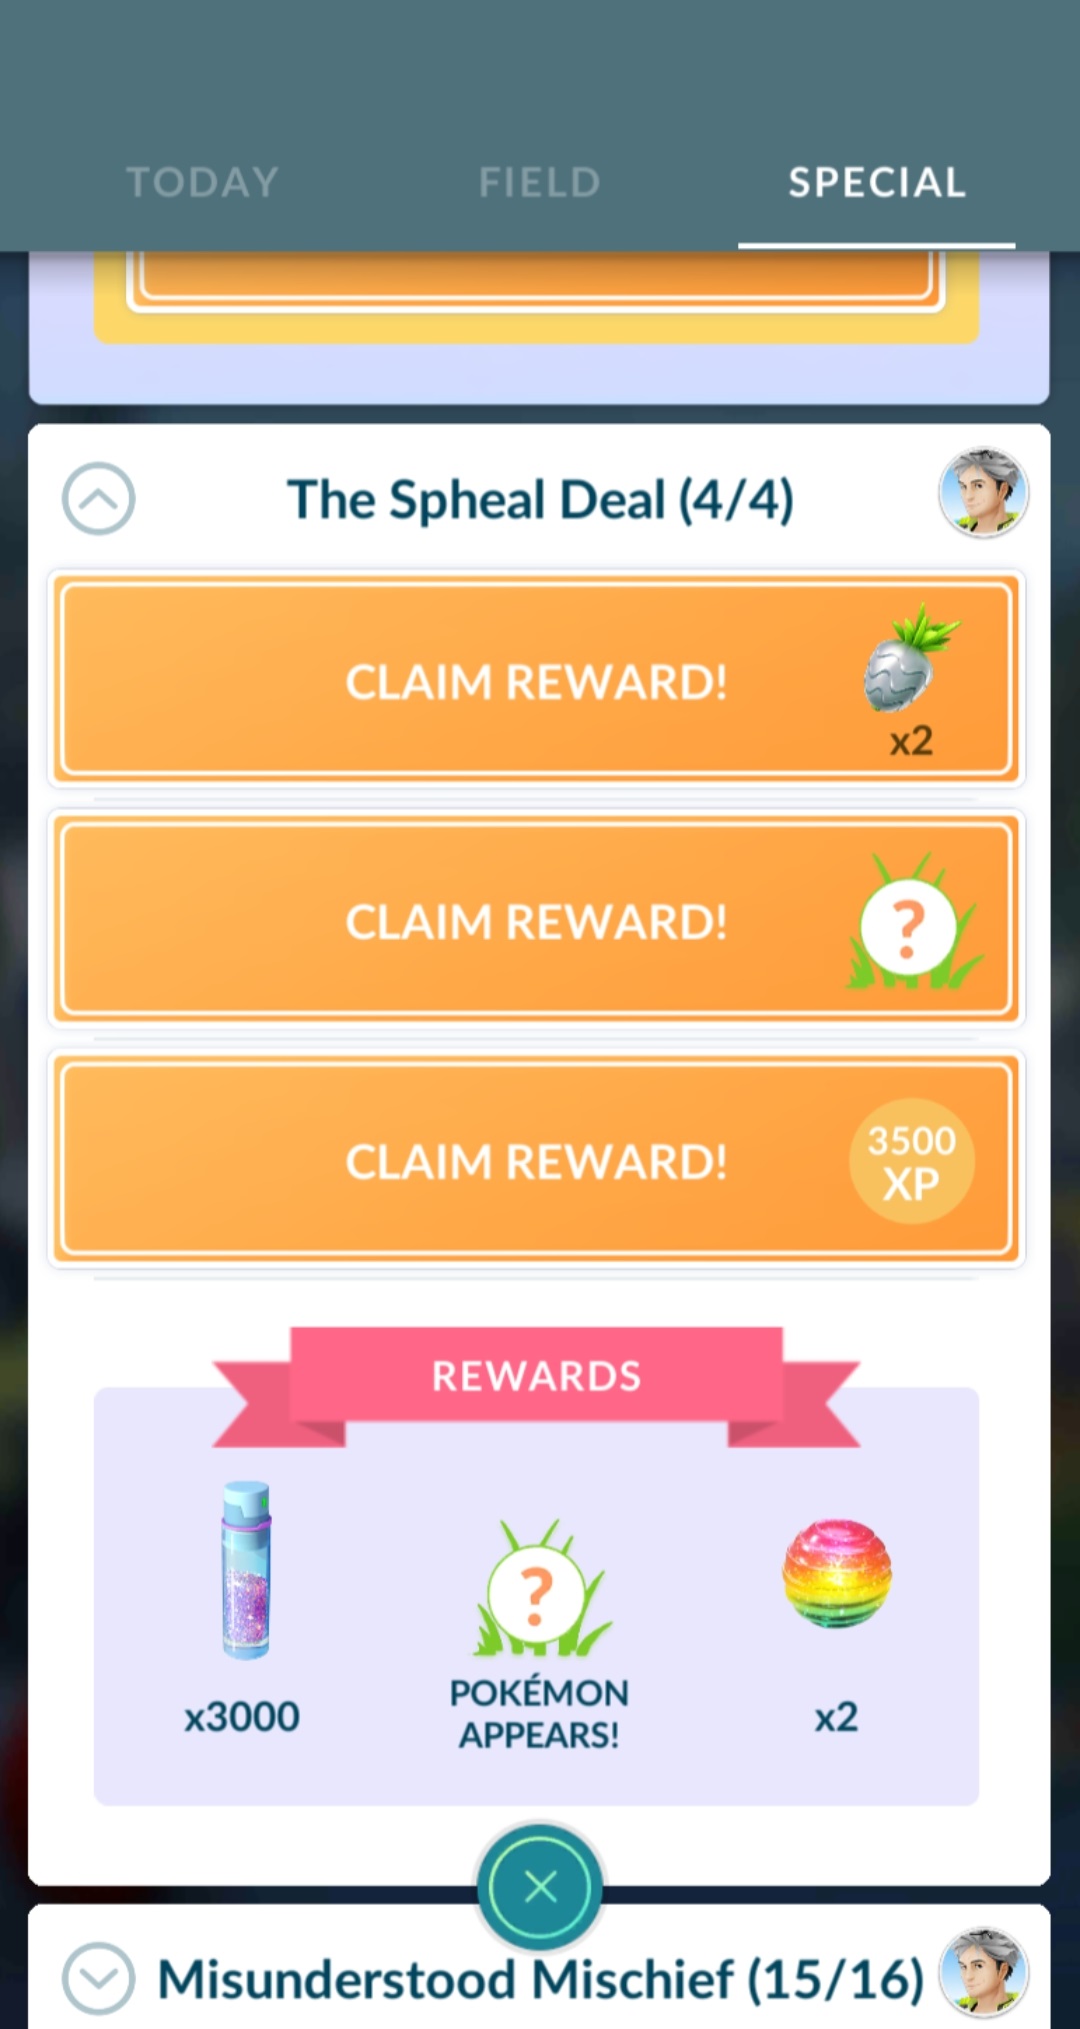 TODAY
FIELD
SPECIAL
The Spheal Deal (4/4)
CLAIM REWARD!
x2
CLAIM REWARD!
?
CLAIM REWARD!
3500
XP
REWARDS
x3000
?
POKÉMON
APPEARS!
x2
Misunderstood Mischief (15/16)